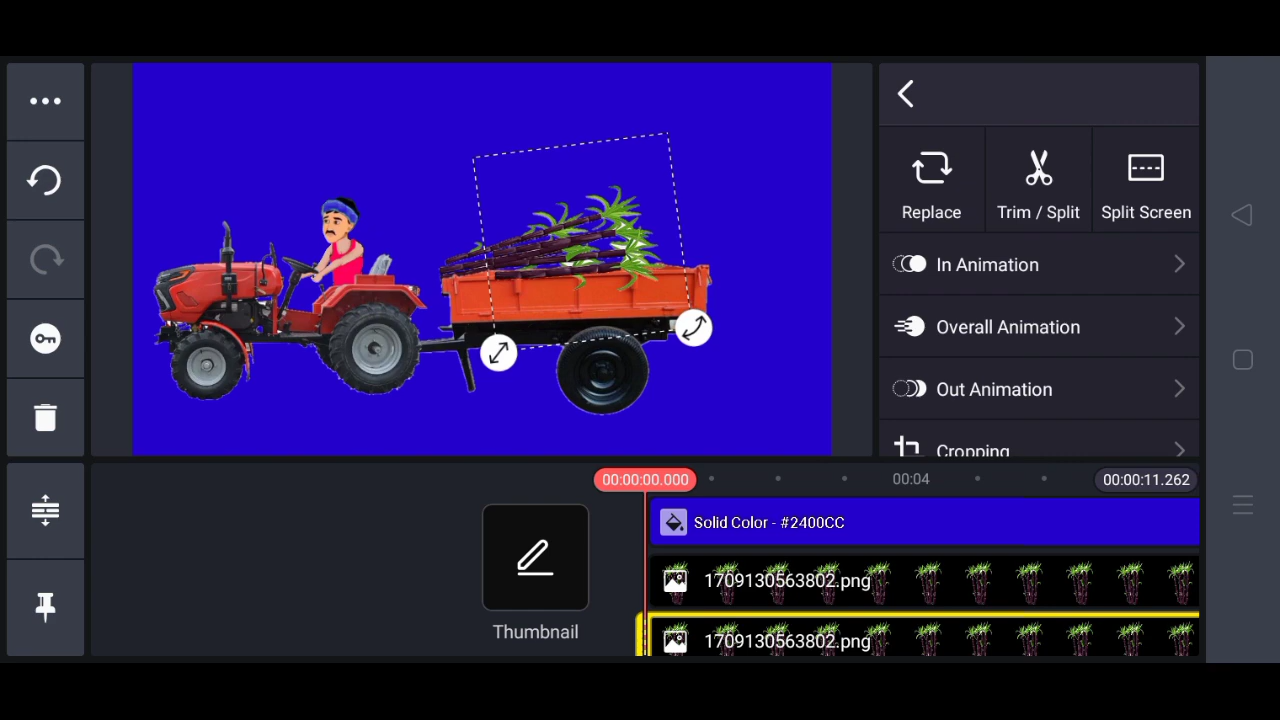 Replace
Trim / Split
Split Screen
In Animation
Overall Animation
Out Animation
Cropping
00:00:00.000
00:04
00:00:11.262
Solid Color - #2400CC
1709130563802.png
1709130563802.png
Thumbnail